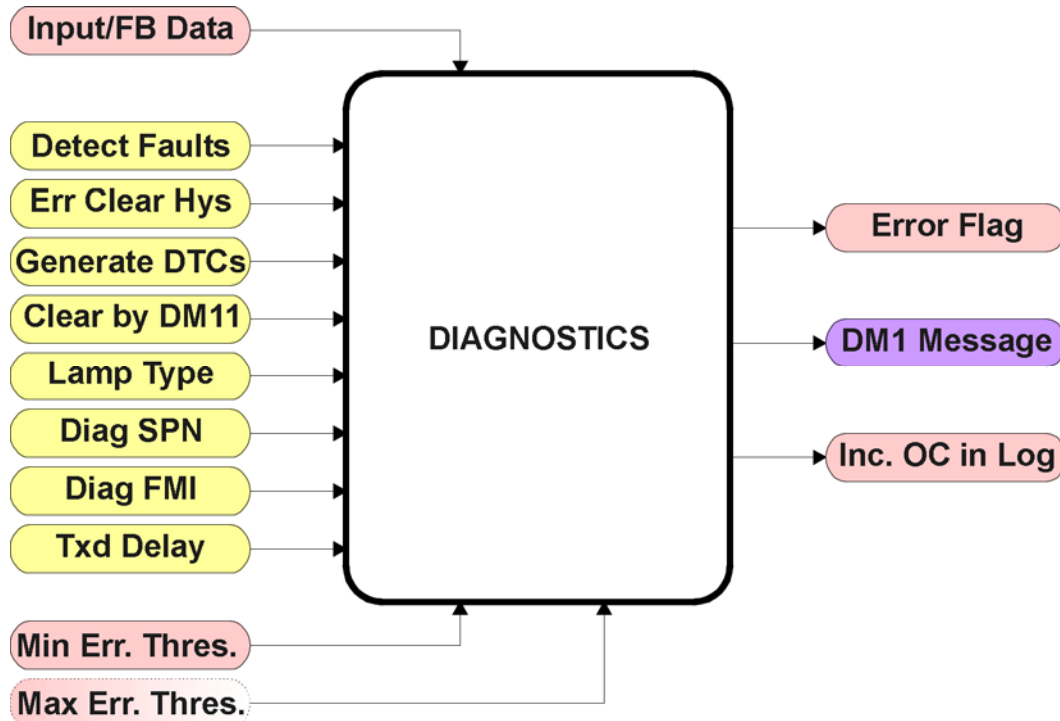 Input/FB Data
Detect Faults
Err Clear Hys
Generate DTCs
Clear by DM11
Lamp Type
Diag SPN
Diag FMI
Txd Delay
Min Err. Thres.
Max Err. Thres.
DIAGNOSTICS
Error Flag
DM1 Message
Inc. OC in Log